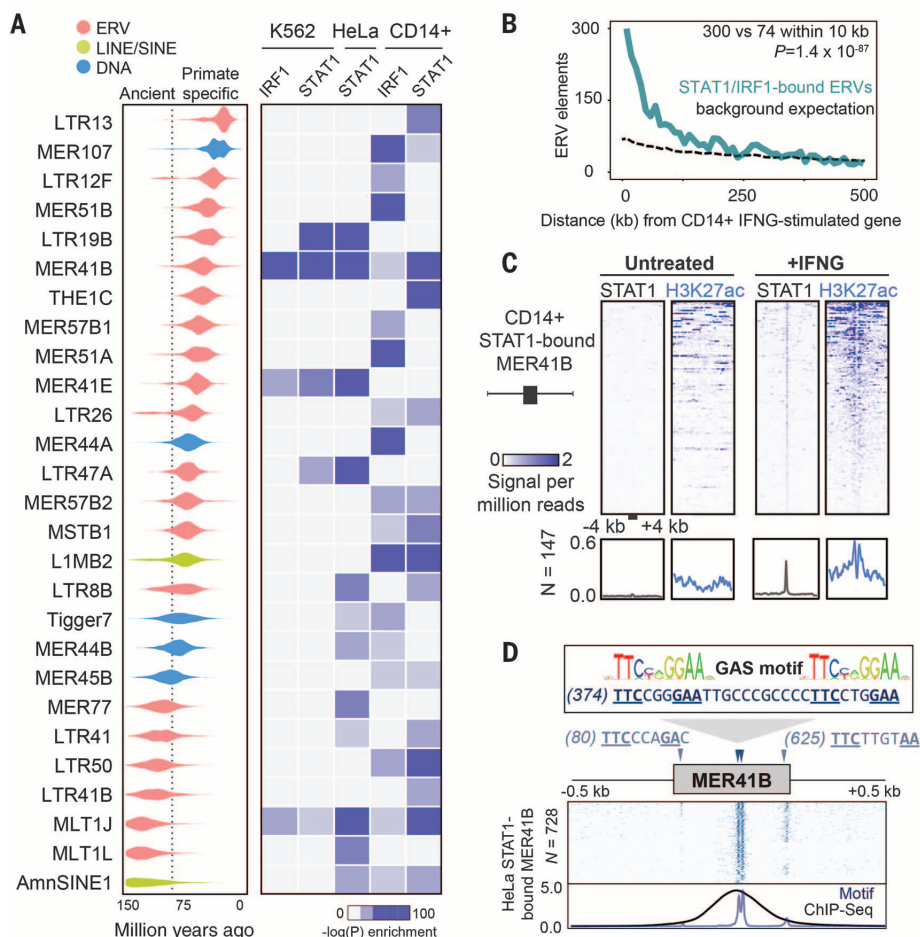 A
ERV
LINE/SINE
DNA
Ancient
Primate specific
K562
HeLa
CD14+
IRF1
STAT1
STAT1
IRF1
STAT1
LTR13
MER107
LTR12F
MER51B
LTR19B
MER41B
THE1C
MER57B1
MER51A
MER41E
LTR26
MER44A
LTR47A
MER57B2
MSTB1
L1MB2
LTR8B
Tigger7
MER44B
MER45B
MER77
LTR41
LTR50
LTR41B
MLT1J
MLT1L
AmnSINE1
150 75 0
Million years ago
0 100
-log(P) enrichment
B
300 vs 74 within 10 kb
P=1.4 x 10-87
STAT1/IRF1-bound ERVs
background expectation
ERV elements
300
150
0
0 250 500
Distance (kb) from CD14+ IFNG-stimulated gene
C
Untreated
+IFNG
STAT1 H3K27ac
STAT1 H3K27ac
CD14+
STAT1-bound
MER41B
0 2
Signal per
million reads
-4 kb +4 kb
N = 147
0.6
0.0
D
GAS motif
TTC GGAA
TTC GGAA
(374) TTCCGGGAATTGCCCGCCCCTTCCTGGAA
(80) TTCCCAGAC
(625) TTCTTGTAA
MER41B
-0.5 kb
+0.5 kb
HeLa STAT1-
bound MER41B
N = 728
5.0
0.0
Motif
ChIP-Seq